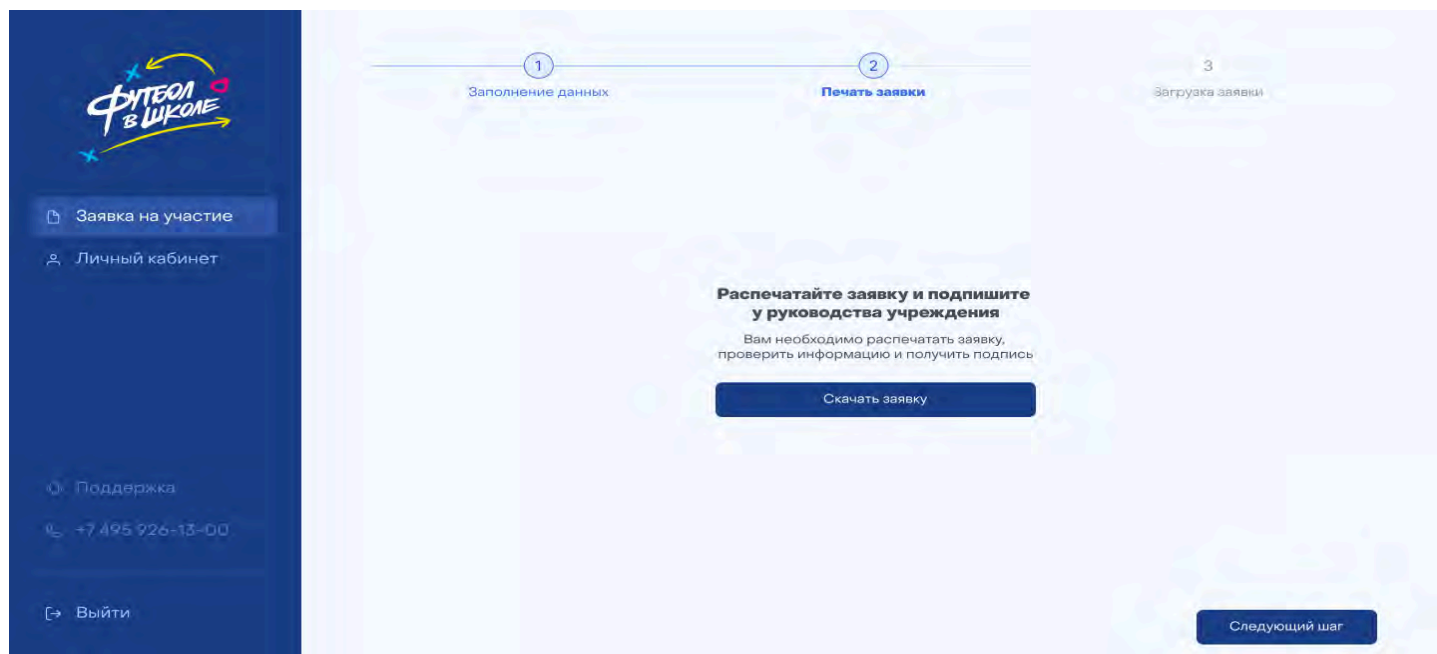 ФУТБОЛ
В ШКОЛЕ
Заявка на участие
Личный кабинет
Поддержка
+7 495 926-13-00
Выйти
1
Заполнение данных
2
Печать заявки
3
Загрузка заявки
Распечатайте заявку и подпишите
у руководства учреждения
Вам необходимо распечатать заявку,
проверить информацию и получить подпись
Скачать заявку
Следующий шаг